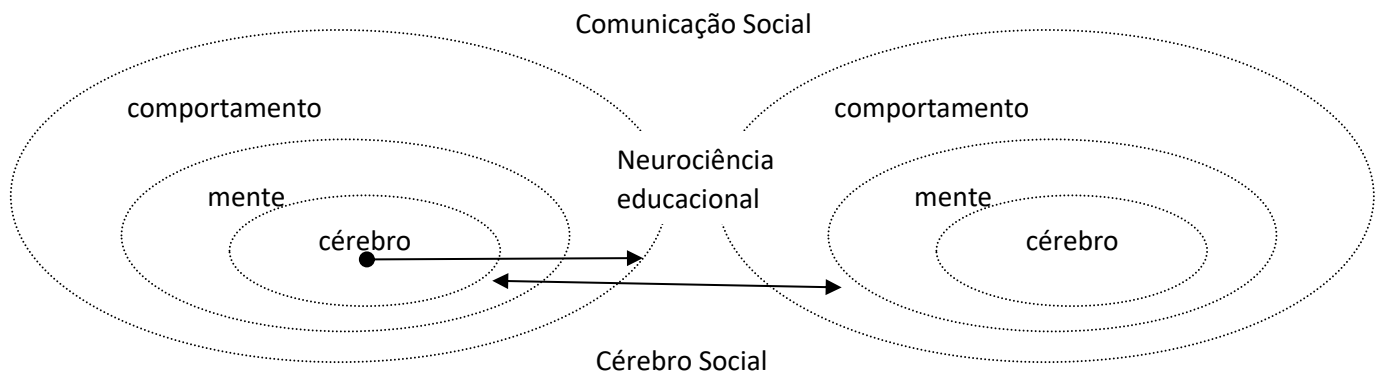 Comunicação Social
comportamento
comportamento
Neurociência
educacional
mente
mente
cérebro
cérebro
Cérebro Social